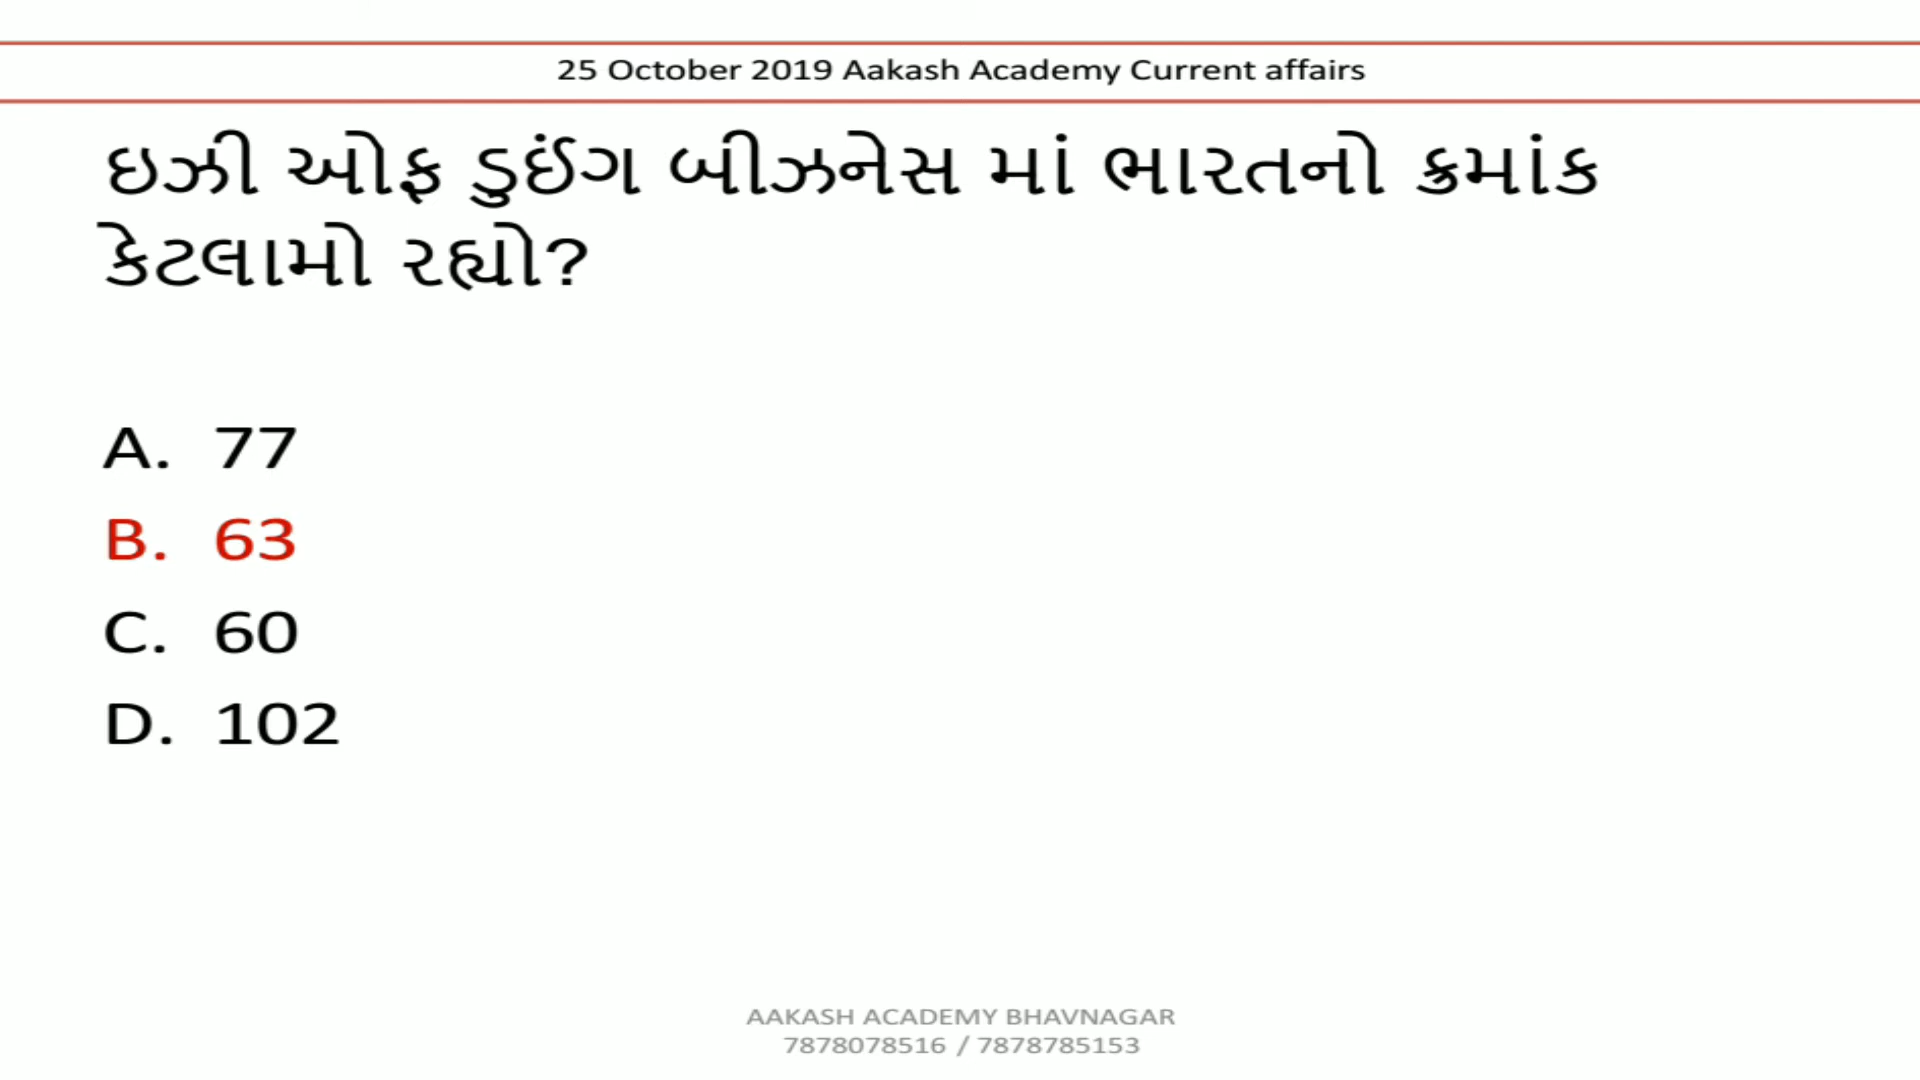 25 October 2019 Aakash Academy Current affairs
ઇઝી ઓફ ડુઈંગ બીઝનેસ માં ભારતનો ક્રમાંક
કેટલામો રહ્યો?
A. 77
B. 63
C. 60
D. 102
AAKASH ACADEMY BHAVNAGAR
7878078516 / 7878785153